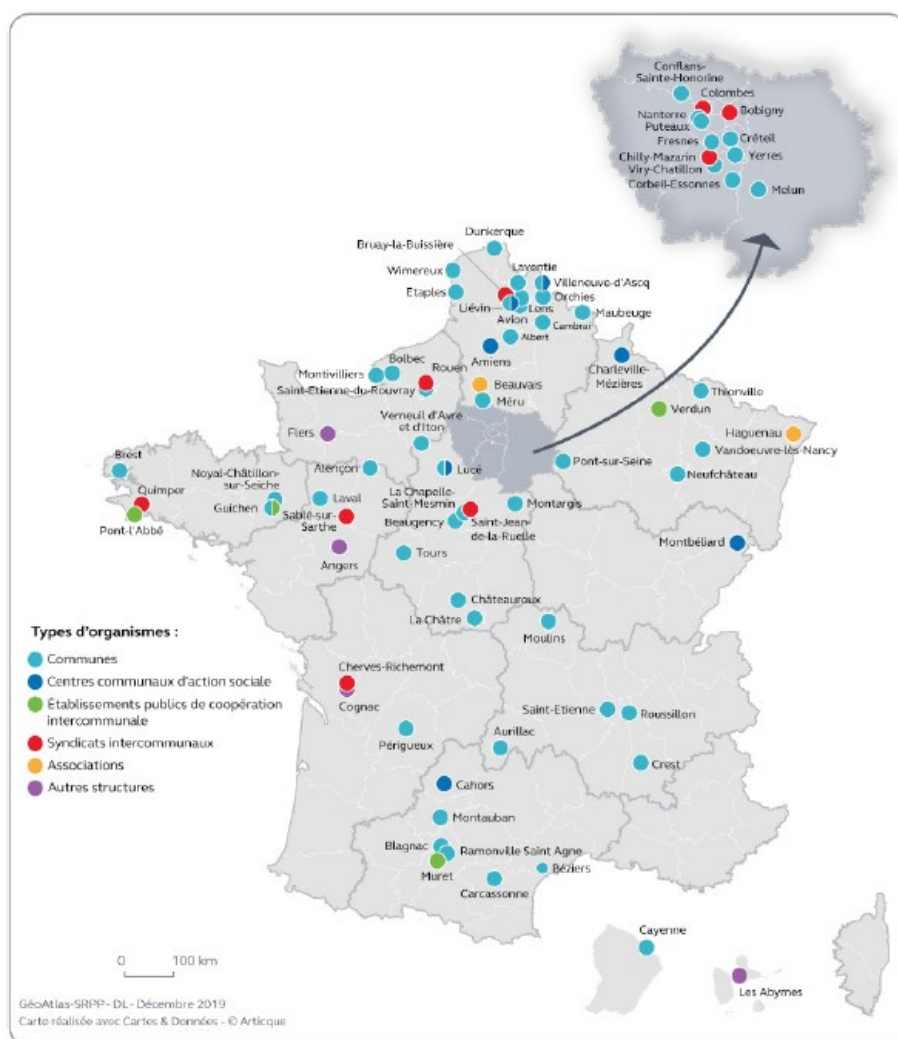 Conflans-
Sainte-Honorine
Colombes
Bobigny
Nanterre
Puteaux
Créteil
Fresnes
Yerres
Chilly-Mazarin
Viry-Chatillon
Corbeil-Essonnes
Melun
Dunkerque
Bruay-la-Buissière
Laventie
Wimereux
Villeneuve-d'Ascq
Etaples
Orchies
Liévin
Lens
Maubeuge
Avion
Cambrai
Albert
Amiens
Charleville-
Mézières
Bolbec
Rouen
Montivilliers
Beauvais
Thionville
Saint-Etienne-du-Rouvray
Méru
Verdun
Verneuil d'Avre
et d'Iton
Flers
Haguenau
Vandoeuvre-lès-Nancy
Brest
Noyal-Châtillon-
sur-Seiche
Alençon
Lucé
Pont-sur-Seine
Neufchâteau
Quimper
Laval
La Chapelle-
Saint-Mesmin
Montargis
Guichen
Sablé-sur-
Sarthe
Beaugency
Saint-Jean-
de-la-Ruelle
Pont-l'Abbé
Angers
Montbéliard
Tours
Châteauroux
La Châtre
Moulins
Types d'organismes :
Communes
Centres communaux d'action sociale
Établissements publics de coopération
intercommunale
Syndicats intercommunaux
Associations
Autres structures
Cherves-Richemont
Cognac
Saint-Etienne
Roussillon
Périgueux
Aurillac
Crest
Cahors
Montauban
Blagnac
Ramonville Saint Agne
Muret
Béziers
Carcassonne
Cayenne
Les Abymes
0 100 km
GéoAtlas-SRPP- DL- Décembre 2019
Carte réalisée avec Cartes & Données - © Articque